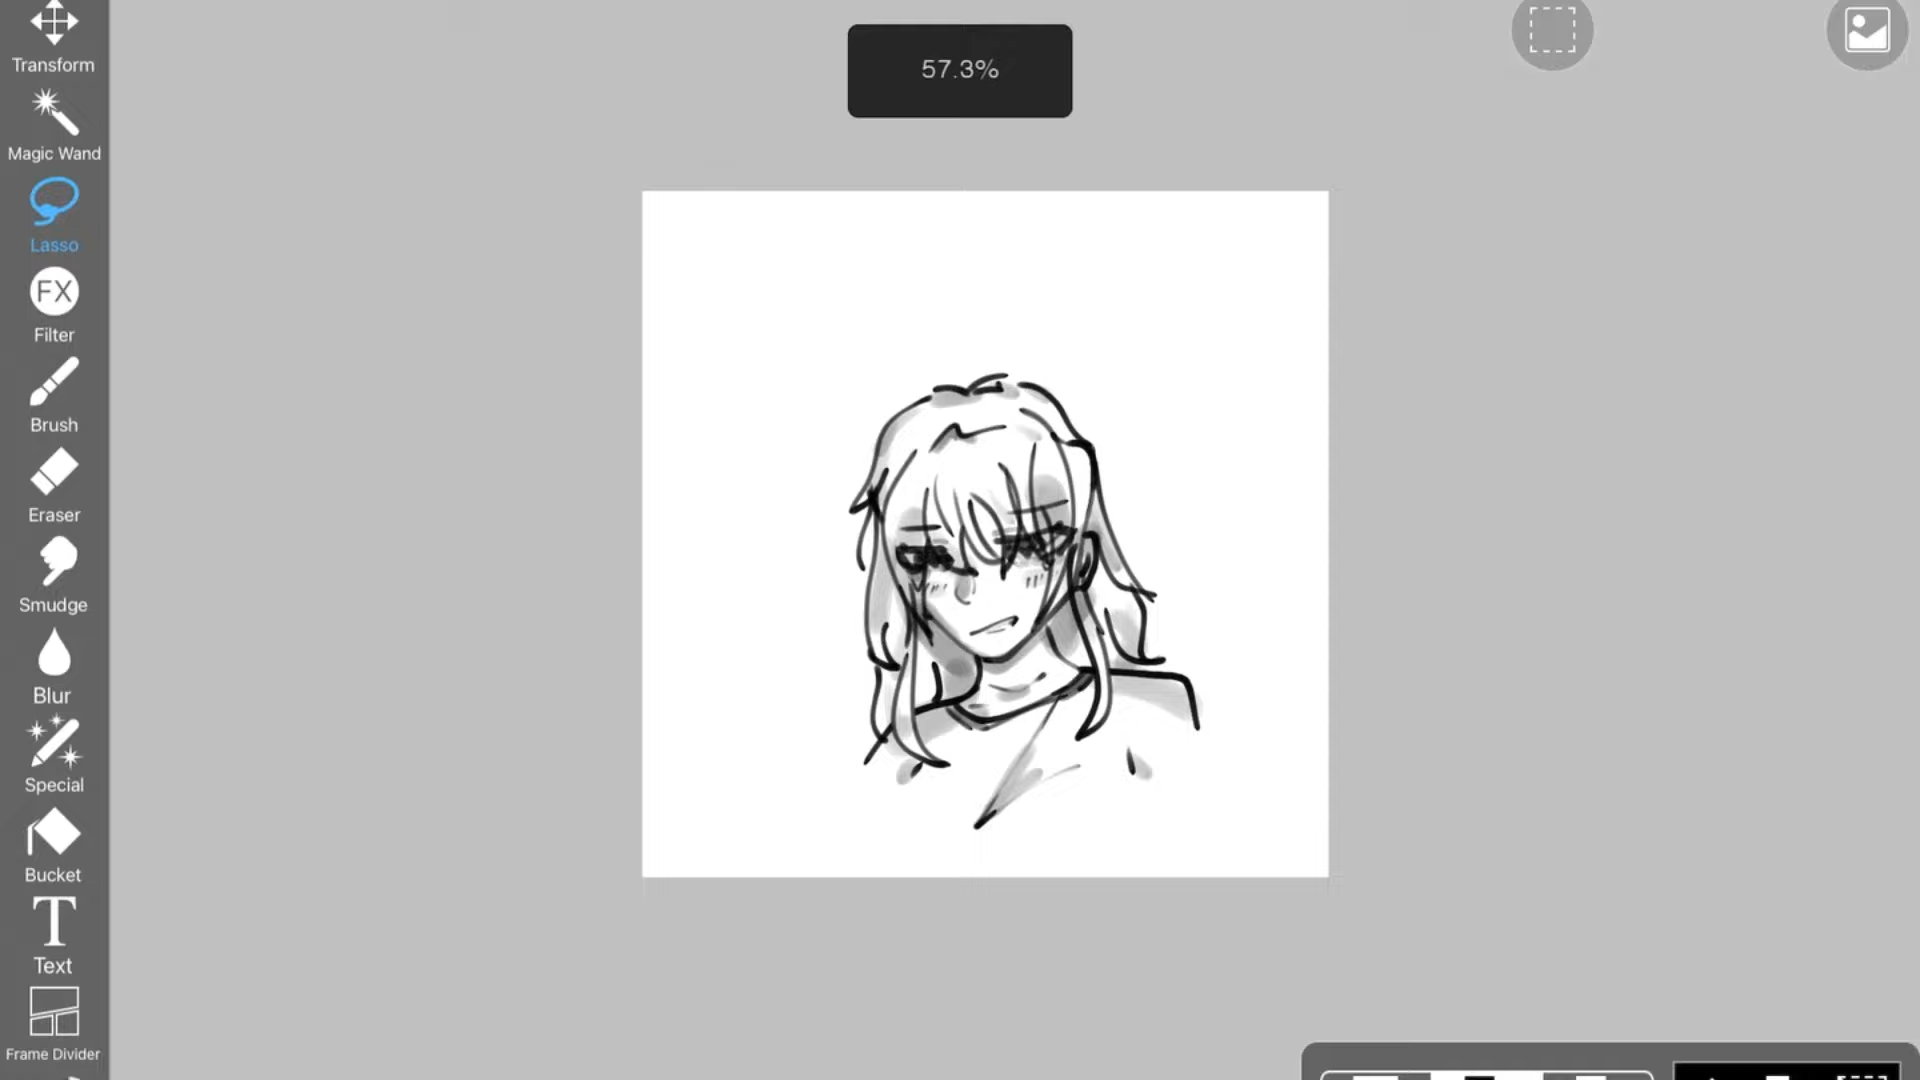 57.3%
Transform
Magic Wand
Lasso
FX
Filter
Brush
Eraser
Smudge
Blur
Special
Bucket
T
Text
Frame Divider